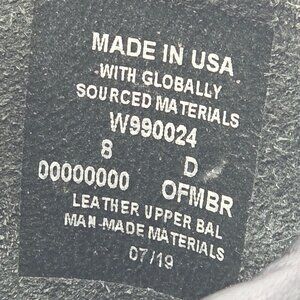 MADE IN USA
WITH GLOBALLY
SOURCED MATERIALS
W990024
8 D
00000000 OFMBR
LEATHER UPPER BAL
MAN-MADE MATERIALS
07/19